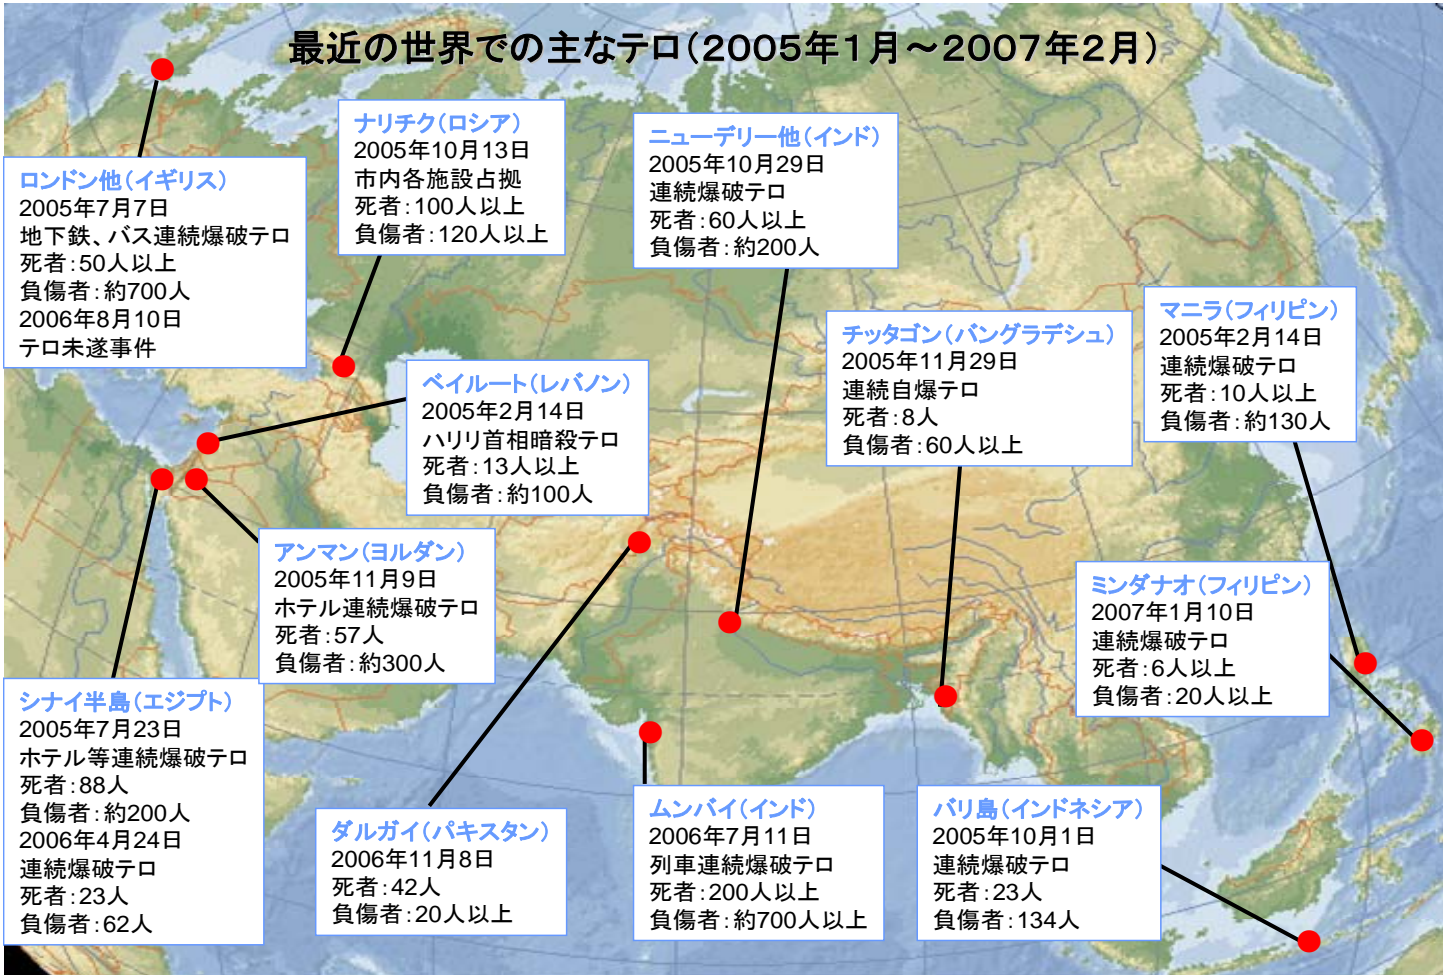 最近の世界での主なテロ(2005年1月～2007年2月)
ロンドン他(イギリス)
2005年7月7日
地下鉄、バス連続爆破テロ
死者:50人以上
負傷者:約700人
2006年8月10日
テロ未遂事件
ナリチク(ロシア)
2005年10月13日
市内各施設占拠
死者:100人以上
負傷者:120人以上
ニューデリー他(インド)
2005年10月29日
連続爆破テロ
死者:60人以上
負傷者:約200人
ベイルート(レバノン)
2005年2月14日
ハリリ首相暗殺テロ
死者:13人以上
負傷者:約100人
チッタゴン(バングラデシュ)
2005年11月29日
連続自爆テロ
死者:8人
負傷者:60人以上
マニラ(フィリピン)
2005年2月14日
連続爆破テロ
死者:10人以上
負傷者:約130人
アンマン(ヨルダン)
2005年11月9日
ホテル連続爆破テロ
死者:57人
負傷者:約300人
ミンダナオ(フィリピン)
2007年1月10日
連続爆破テロ
死者:6人以上
負傷者:20人以上
シナイ半島(エジプト)
2005年7月23日
ホテル等連続爆破テロ
死者:88人
負傷者:約200人
2006年4月24日
連続爆破テロ
死者:23人
負傷者:62人
ダルガイ(パキスタン)
2006年11月8日
死者:42人
負傷者:20人以上
ムンバイ(インド)
2006年7月11日
列車連続爆破テロ
死者:200人以上
負傷者:約700人以上
バリ島(インドネシア)
2005年10月1日
連続爆破テロ
死者:23人
負傷者:134人